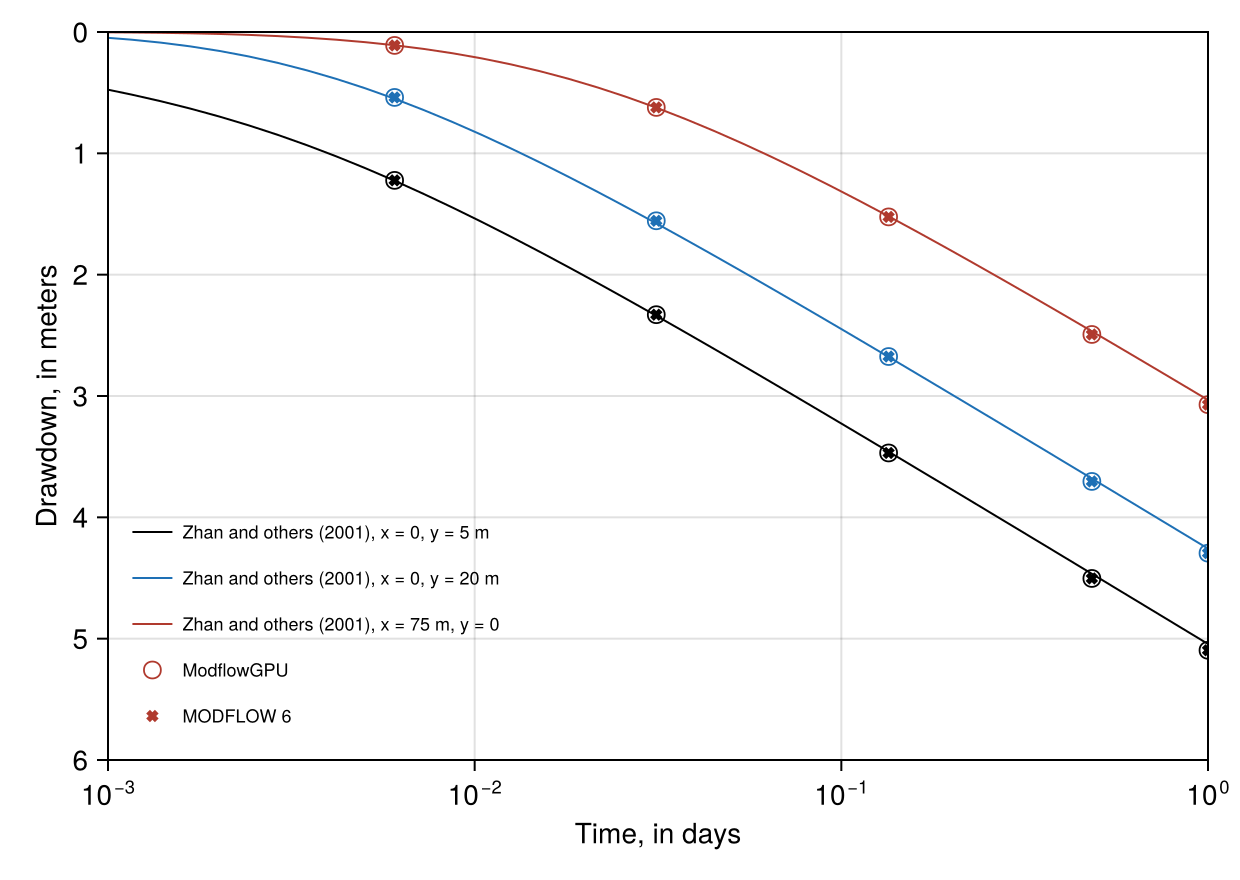 0
1
2
3
4
5
6
Drawdown, in meters
Zhan and others (2001), x = 0, y = 5 m
Zhan and others (2001), x = 0, y = 20 m
Zhan and others (2001), x = 75 m, y = 0
ModflowGPU
MODFLOW 6
10⁻³ 10⁻² 10⁻¹ 10⁰
Time, in days